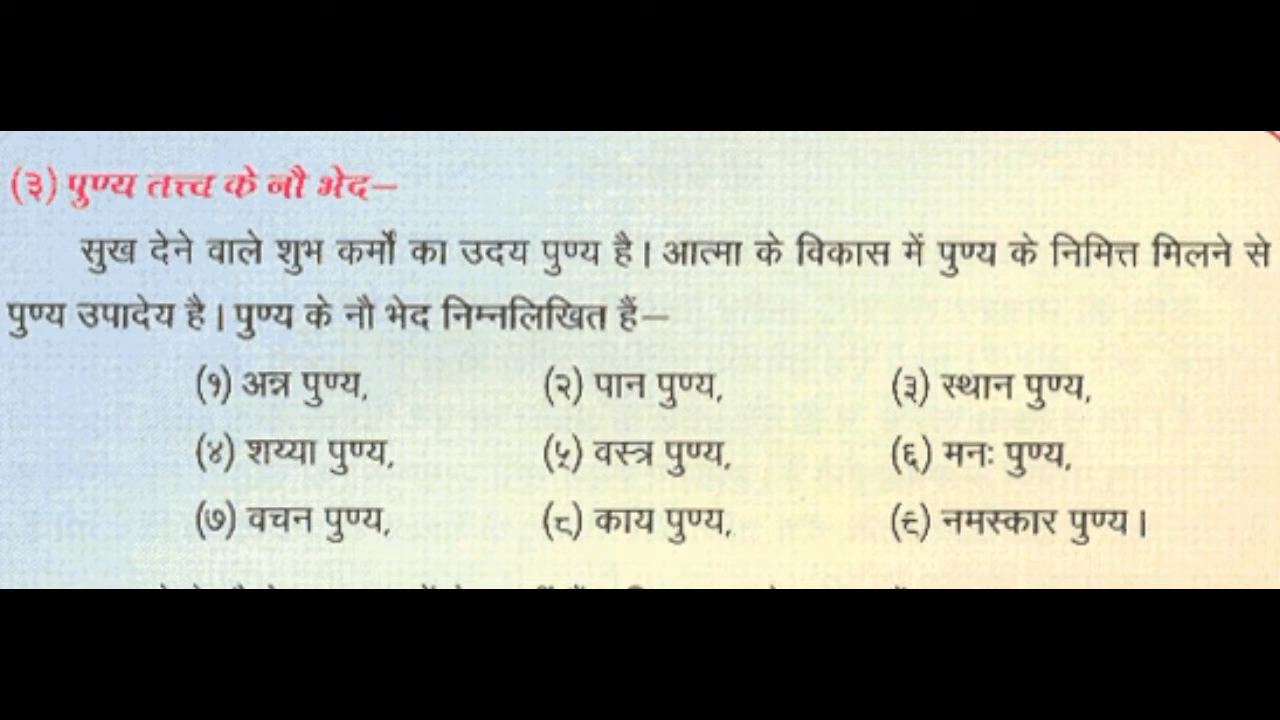 (३) पुण्य तत्त्व के नौ भेद–
सुख देने वाले शुभ कर्मों का उदय पुण्य है। आत्मा के विकास में पुण्य के निमित्त मिलने से
पुण्य उपादेय है। पुण्य के नौ भेद निम्नलिखित हैं–
(१) अन्न पुण्य, (२) पान पुण्य, (३) स्थान पुण्य,
(४) शय्या पुण्य, (५) वस्त्र पुण्य, (६) मनः पुण्य,
(७) वचन पुण्य, (८) काय पुण्य, (९) नमस्कार पुण्य।